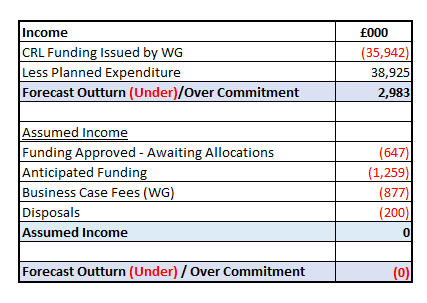 Income £000
CRL Funding Issued by WG (35,942)
Less Planned Expenditure 38,925
Forecast Outturn (Under)/Over Commitment 2,983
Assumed Income
Funding Approved - Awaiting Allocations (647)
Anticipated Funding (1,259)
Business Case Fees (WG) (877)
Disposals (200)
Assumed Income 0
Forecast Outturn (Under) / Over Commitment (0)